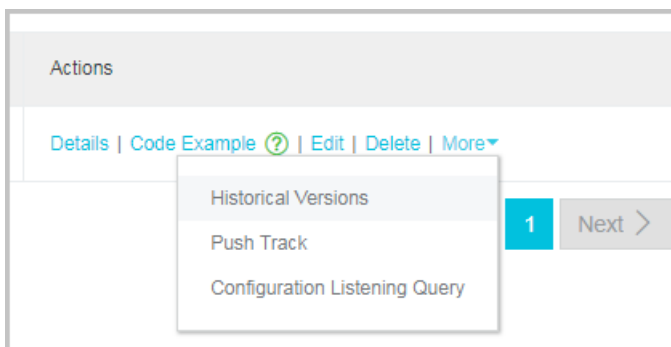 Actions
Details | Code Example ? | Edit | Delete | More
Historical Versions
1 Next
Push Track
Configuration Listening Query